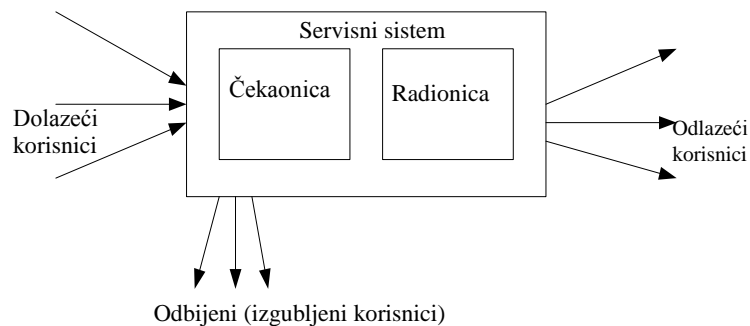 Servisni sistem
Čekaonica
Radionica
Dolazeći
korisnici
Odlazeći
korisnici
Odbijeni (izgubljeni korisnici)